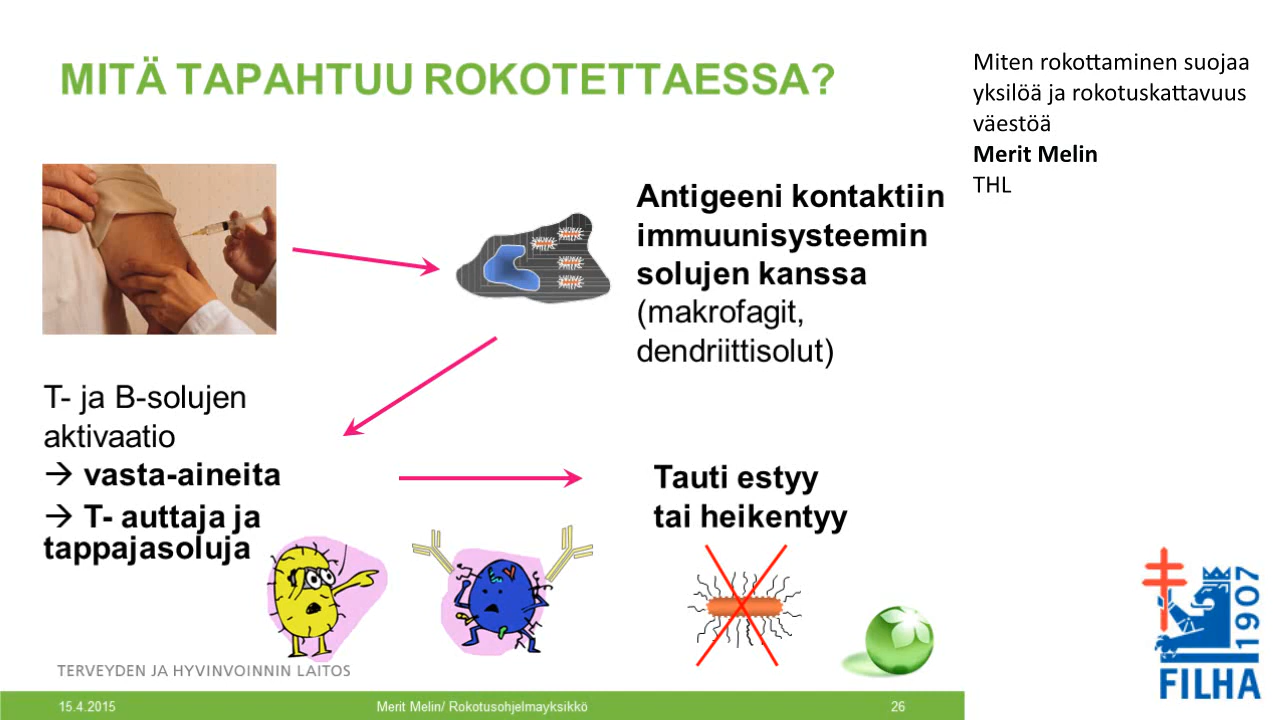 MITÄ TAPAHTUU ROKOTETTAESSA?
Miten rokottaminen suojaa
yksilöä ja rokotuskattavuus
väestöä
Merit Melin
THL
Antigeeni kontaktiin
immuunisysteemin
solujen kanssa
(makrofagit,
dendriittisolut)
T- ja B-solujen
aktivaatio
→ vasta-aineita
→ T- auttaja ja
tappajasoluja
Tauti estyy
tai heikentyy
TERVEYDEN JA HYVINVOINNIN LAITOS
15.4.2015
Merit Melin/ Rokotusohjelmayksikkö
26
1907
FILHA